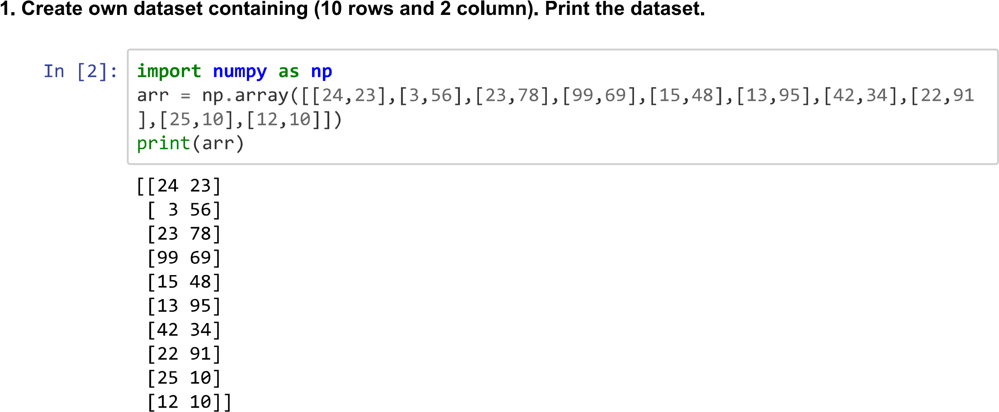 1. Create own dataset containing (10 rows and 2 column). Print the dataset.
In [2]:
import numpy as np
arr = np.array([[24,23],[3,56],[23,78],[99,69],[15,48],[13,95],[42,34],[22,91
],[25,10],[12,10]])
print(arr)
[[24 23]
 [ 3 56]
 [23 78]
 [99 69]
 [15 48]
 [13 95]
 [42 34]
 [22 91]
 [25 10]
 [12 10]]